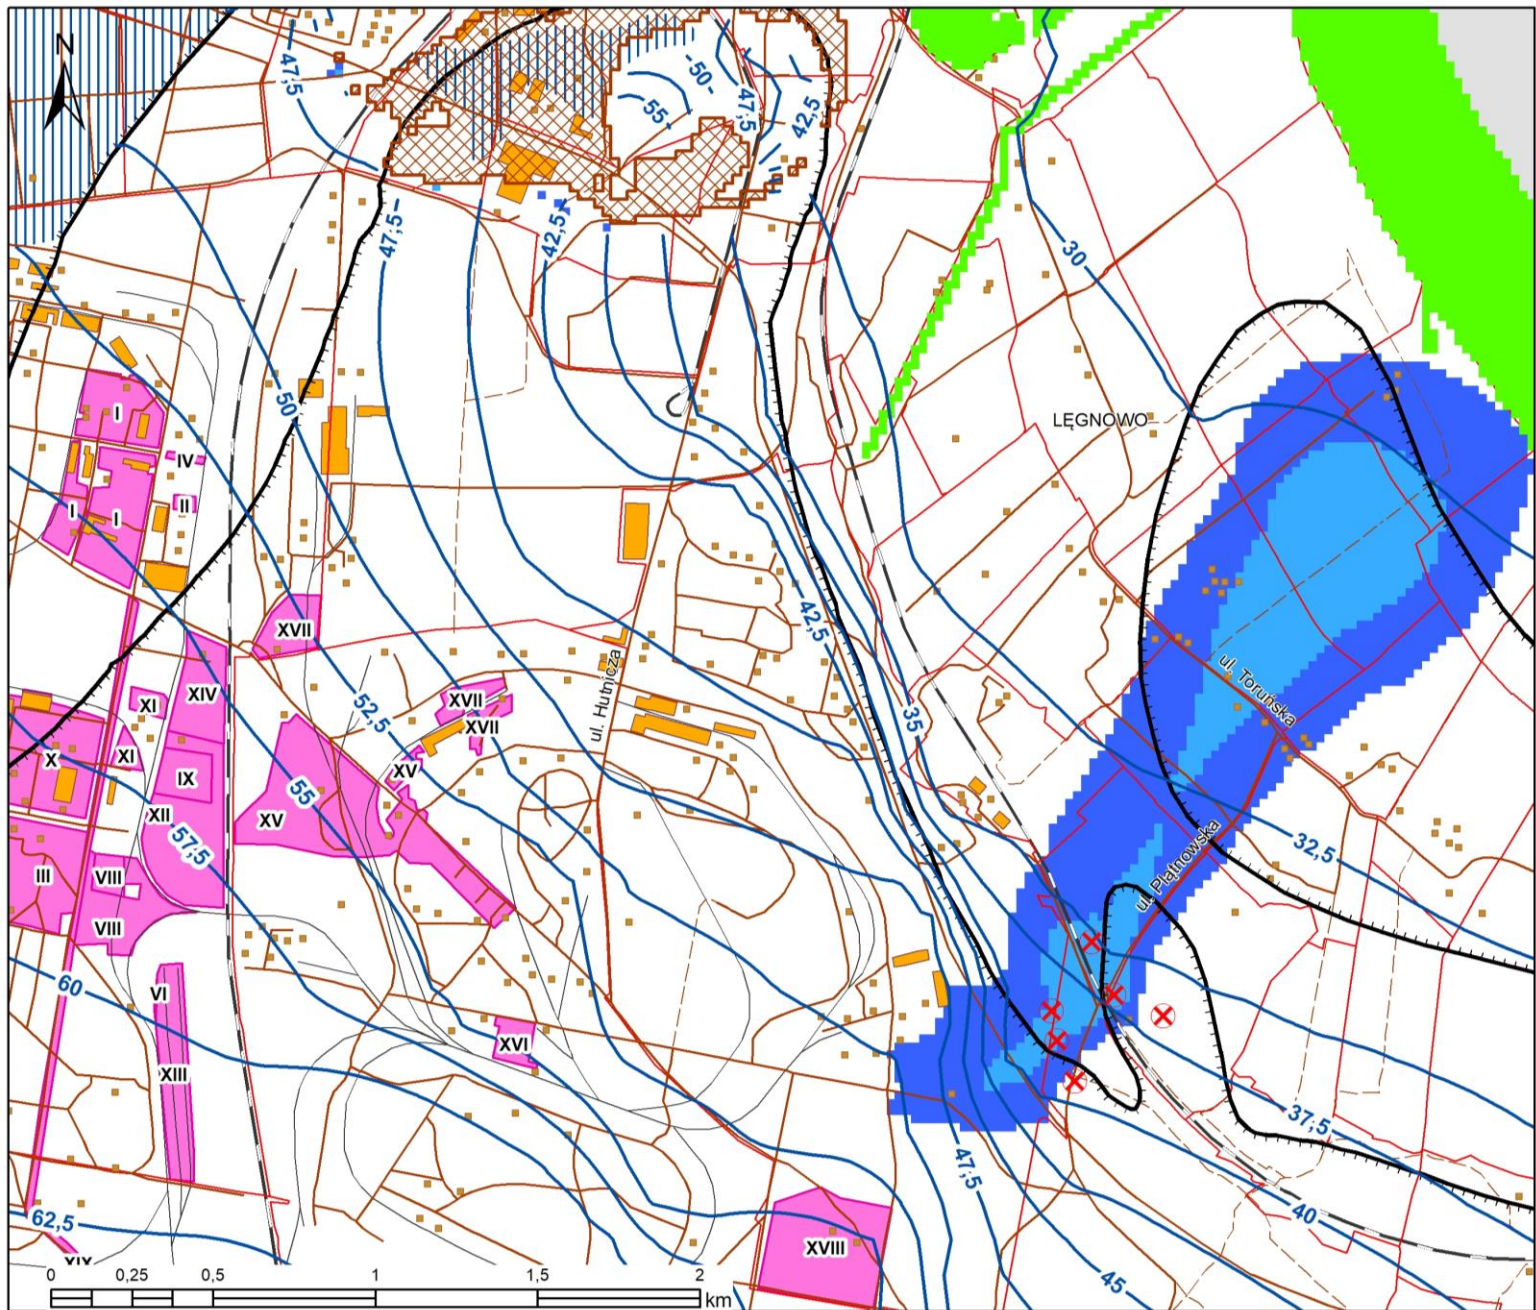 N
47,5
50
55
47,5
42,5
47,5
42,5
30
I
LĘGNOWO
50
IV
II
I
I
42,5
XVII
ul. Hutnicza
ul. Toruńska
XIV
XVII
XI
52,5
XVII
35
XI
X
XV
IX
55
XII
XV
57,5
32,5
ul. Płątnowska
III
VIII
VIII
60
VI
XVI
XIII
37,5
47,5
40
62,5
XVIII
XIX
45
0 0,25 0,5 1 1,5 2
km